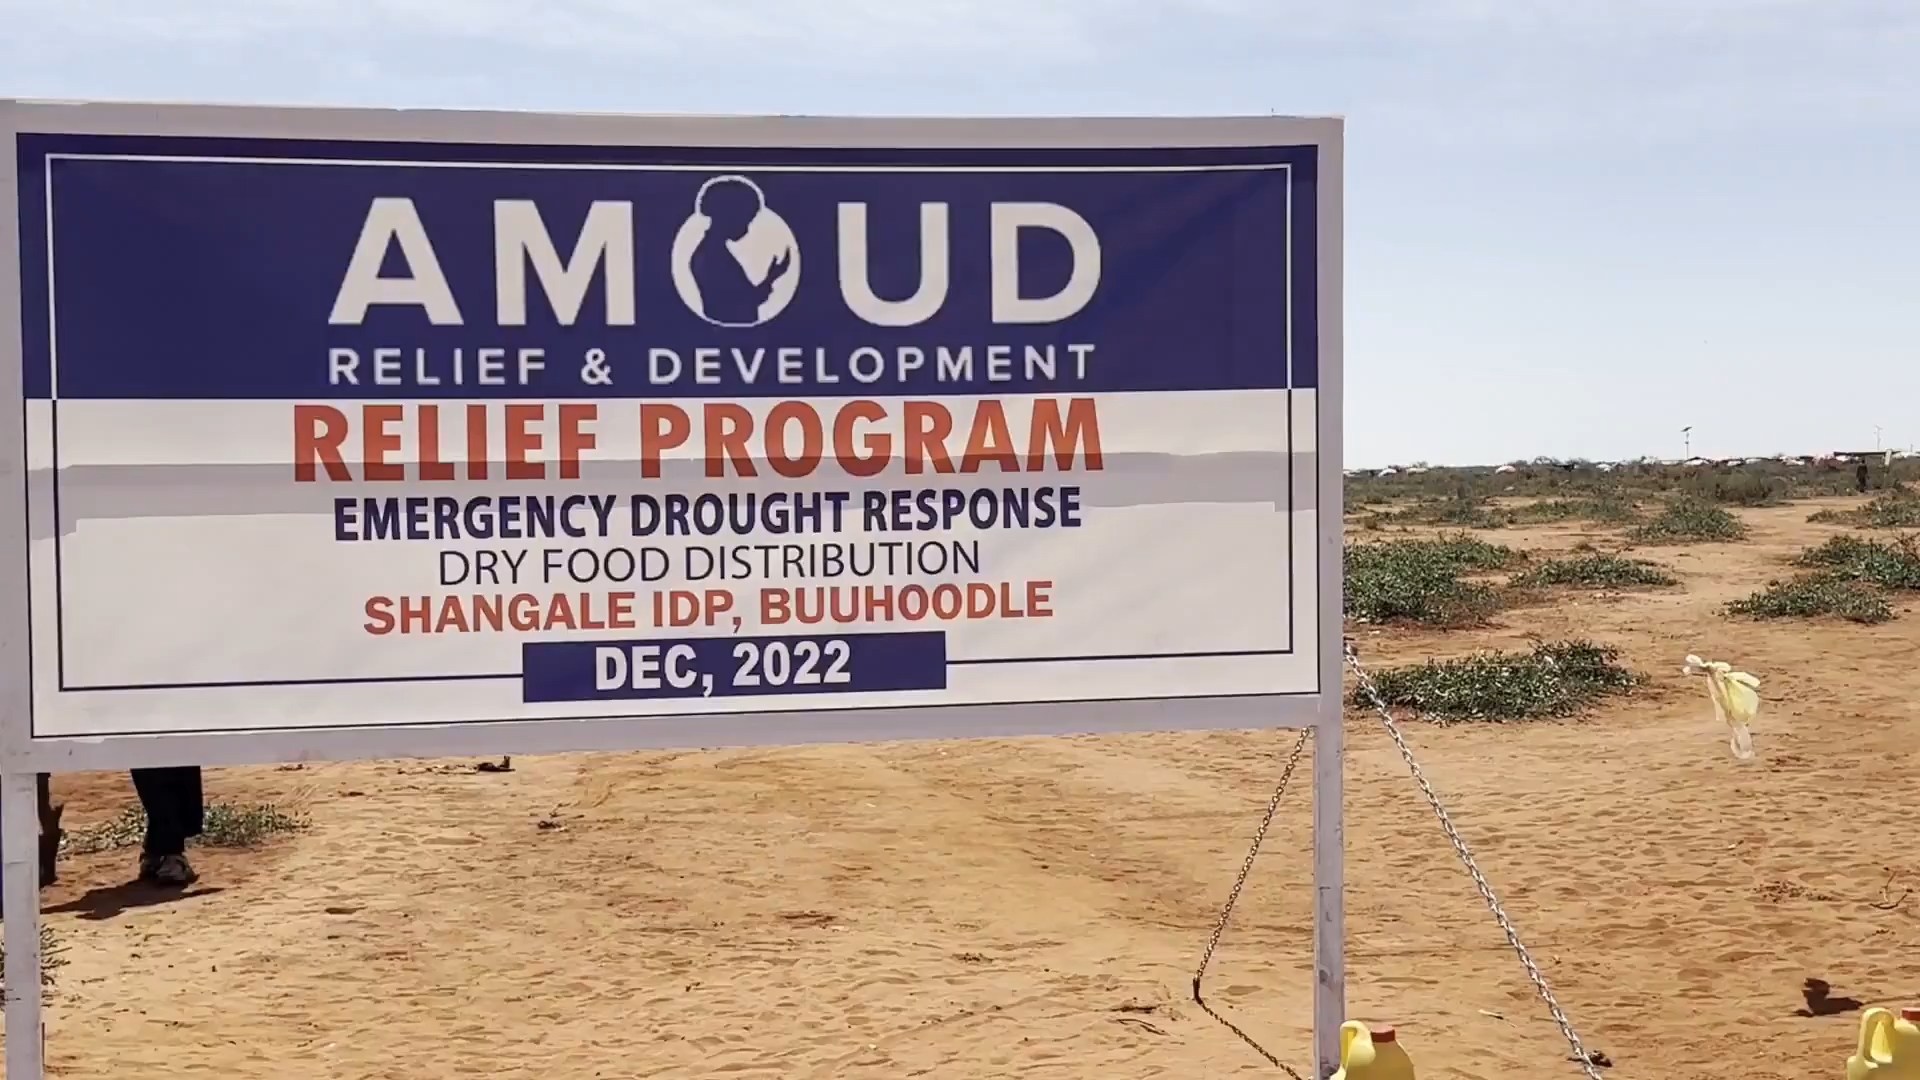 AMOUD
RELIEF & DEVELOPMENT
RELIEF PROGRAM
EMERGENCY DROUGHT RESPONSE
DRY FOOD DISTRIBUTION
SHANGALE IDP, BUUHOODLE
DEC, 2022